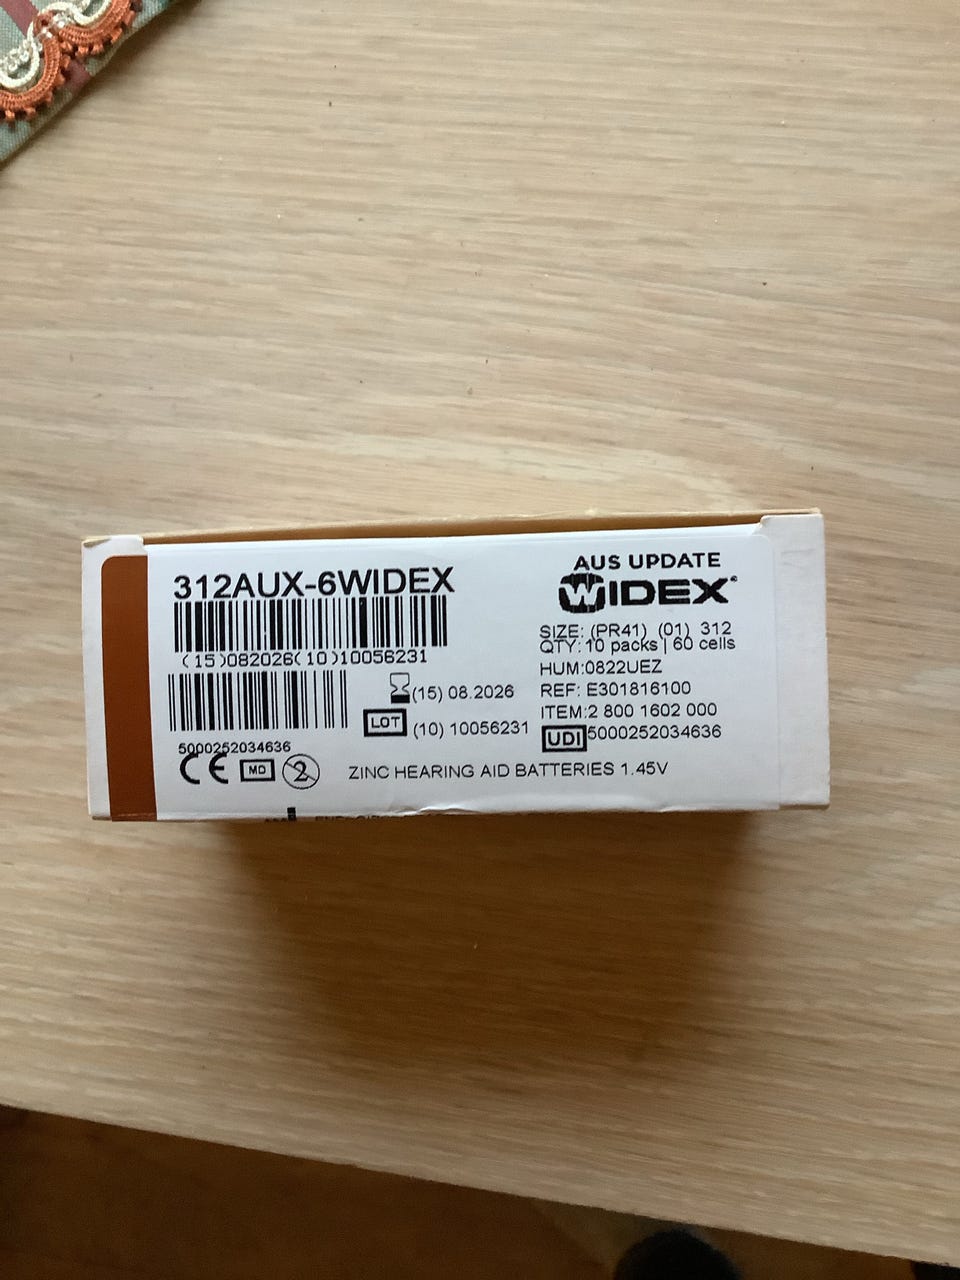 312AUX-6WIDEX
(15)082026(10)10056231
5000252034636
CE MD 2
(15) 08.2026
LOT (10) 10056231
ZINC HEARING AID BATTERIES 1.45V
AUS UPDATE
WIDEX
SIZE: (PR41) (01) 312
QTY: 10 packs | 60 cells
HUM:0822UEZ
REF: E301816100
ITEM:2 800 1602 000
UDI 5000252034636